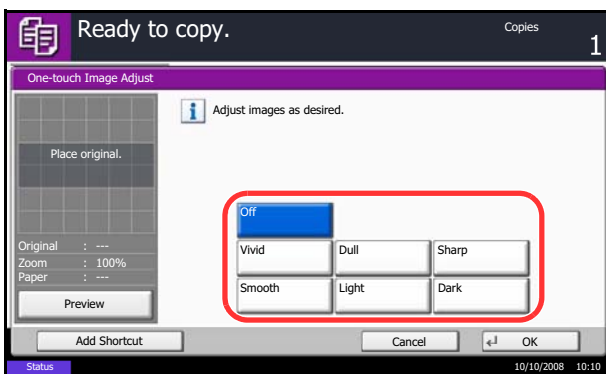 Ready to copy.
Copies
1
One-touch Image Adjust
Adjust images as desired.
Place original.
Off
Vivid Dull Sharp
Smooth Light Dark
Original : ---
Zoom : 100%
Paper : ---
Preview
Add Shortcut Cancel OK
Status 10/10/2008 10:10